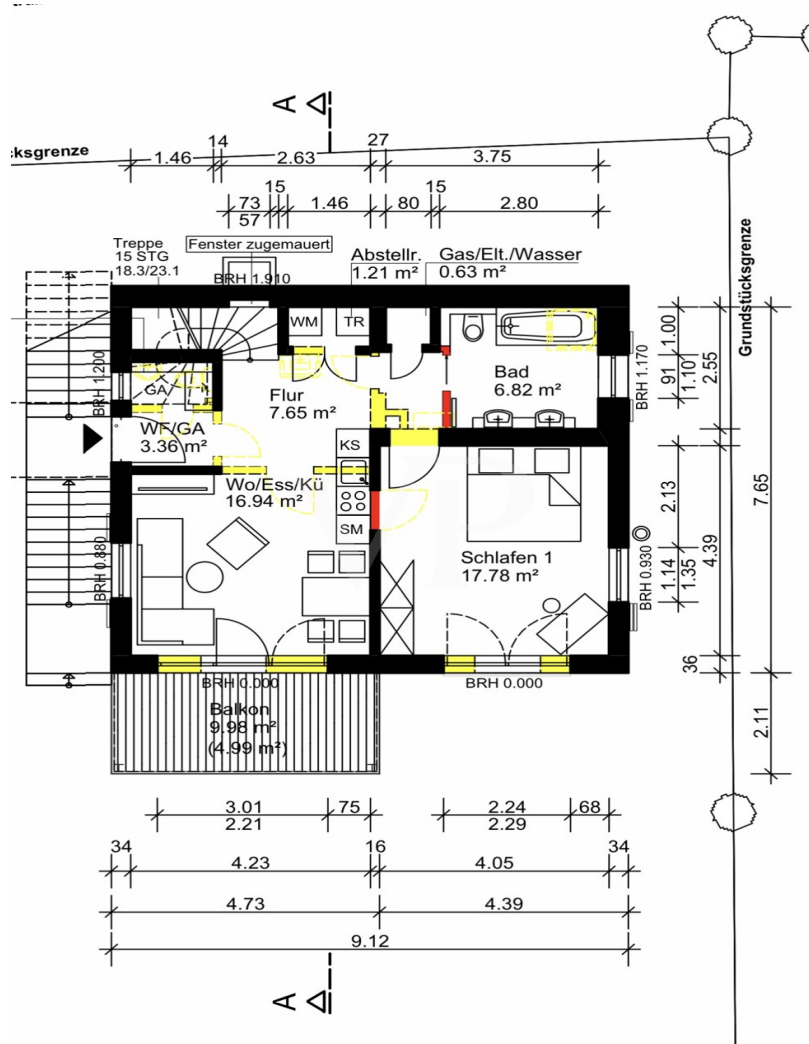 A
ksgrenze
14
27
1.46
2.63
3.75
15
15
73
1.46
80
2.80
57
Treppe
15 STG
18.3/23.1
Fenster zugemauert
BRH 1.910
Abstellr.
1.21 m²
Gas/Elt./Wasser
0.63 m²
Grundstücksgrenze
WM
TR
BRH 1.200
GA
WF/GA
3.36 m²
Flur
7.65 m²
Bad
6.82 m²
BRH 1.170
1.00
91
1.10
2.55
KS
Wo/Ess/Kü
16.94 m²
SM
VP
Schlafen 1
17.78 m²
BRH 0.880
BRH 0.930
2.13
1.14
1.35
4.39
7.65
36
2.11
BRH 0.000
BRH 0.000
Balkon
9.98 m²
(4.99 m²)
3.01
75
2.24
68
2.21
2.29
34
16
34
4.23
4.05
4.73
4.39
9.12
A